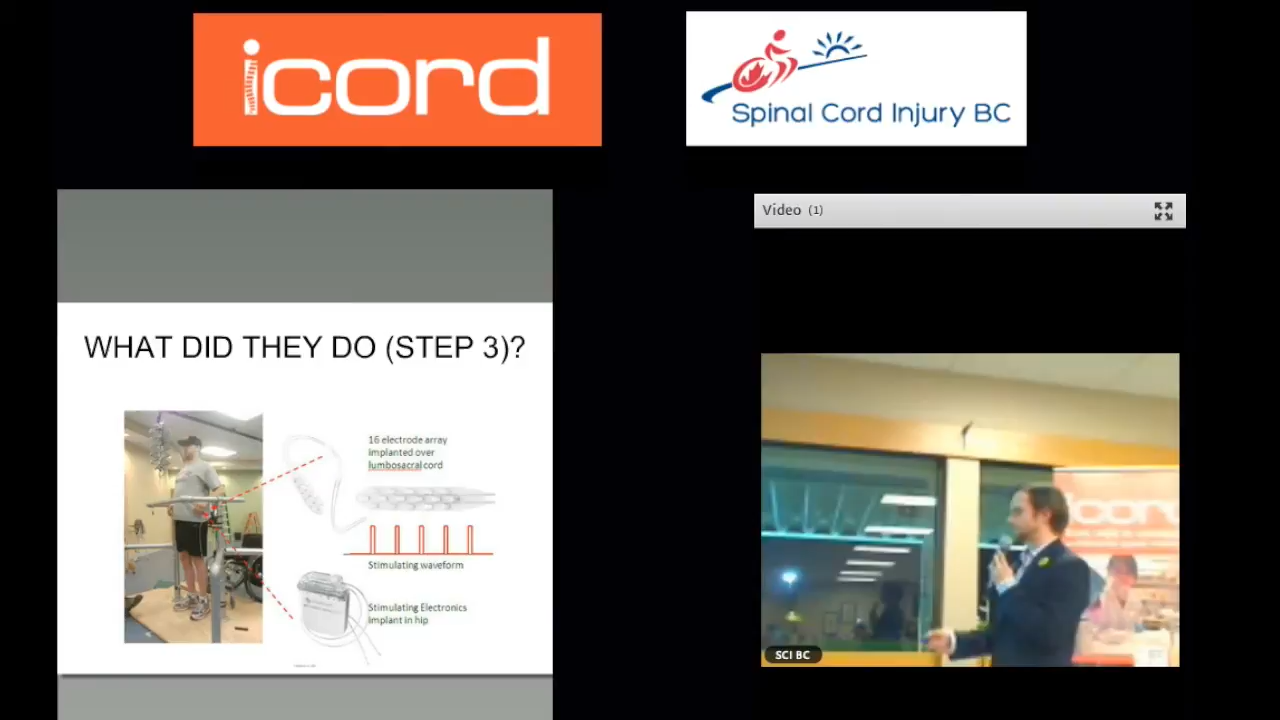 icord
Spinal Cord Injury BC
Video (1)
WHAT DID THEY DO (STEP 3)?
16 electrode array
implanted over
lumbosacral cord
Stimulating waveform
Stimulating Electronics
implant in hip
icord
SCI BC